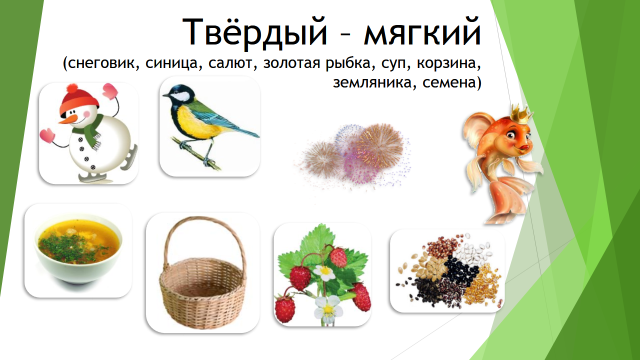 Твёрдый – мягкий
(снеговик, синица, салют, золотая рыбка, суп, корзина,
земляника, семена)